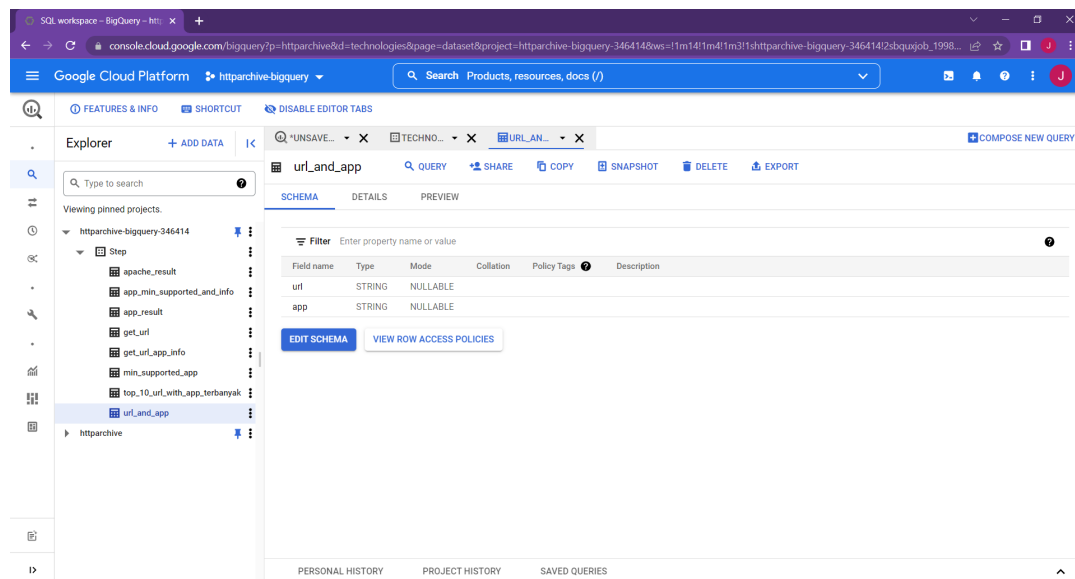 SQL workspace – BigQuery – http
console.cloud.google.com/bigquery?p=httparchive&d=technologies&page=dataset&project=httparchive-bigquery-346414&ws=!1m14!1m4!1m3!1shttparchive-bigquery-346414!2sbquxjob_1998...
J
Google Cloud Platform httparchive-bigquery Search Products, resources, docs (/) J
FEATURES & INFO SHORTCUT DISABLE EDITOR TABS
Explorer + ADD DATA *UNSAVE... TECHNO... URL_AN... COMPOSE NEW QUERY
url_and_app QUERY SHARE COPY SNAPSHOT DELETE EXPORT
Type to search
SCHEMA DETAILS PREVIEW
Viewing pinned projects.
httparchive-bigquery-346414
Filter Enter property name or value
Step
Field name Type Mode Collation Policy Tags Description
apache_result
url STRING NULLABLE
app_min_supported_and_info
app STRING NULLABLE
app_result
get_url
EDIT SCHEMA VIEW ROW ACCESS POLICIES
get_url_app_info
min_supported_app
top_10_url_with_app_terbanyak
url_and_app
httparchive
PERSONAL HISTORY PROJECT HISTORY SAVED QUERIES